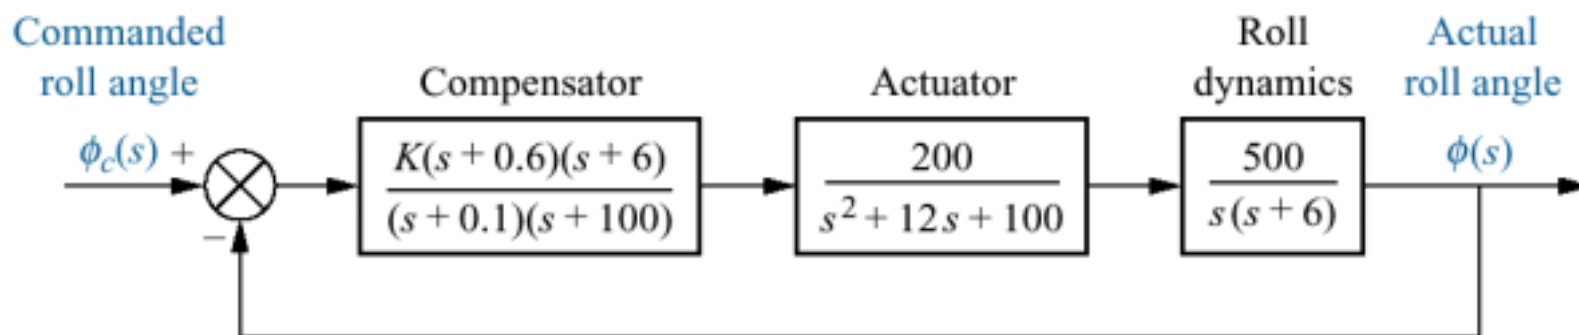 Commanded
roll angle
Compensator
Actuator
Roll
dynamics
Actual
roll angle
ϕ_c(s) +
−
K(s + 0.6)(s + 6)
(s + 0.1)(s + 100)
200
s² + 12s + 100
500
s(s + 6)
ϕ(s)